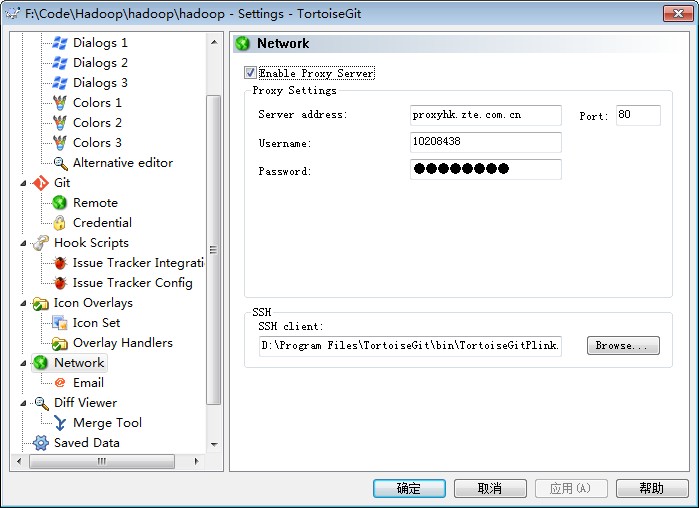 F:\Code\Hadoop\hadoop\hadoop - Settings - TortoiseGit
Dialogs 1
Dialogs 2
Dialogs 3
Colors 1
Colors 2
Colors 3
Alternative editor
Git
Remote
Credential
Hook Scripts
Issue Tracker Integrati
Issue Tracker Config
Icon Overlays
Icon Set
Overlay Handlers
Network
Email
Diff Viewer
Merge Tool
Saved Data
Network
Enable Proxy Server
Proxy Settings
Server address: proxyhk.zte.com.cn Port: 80
Username: 10208438
Password: ●●●●●●●●
SSH
SSH client:
D:\Program Files\TortoiseGit\bin\TortoiseGitPlink. Browse...
确定 取消 应用(A) 帮助